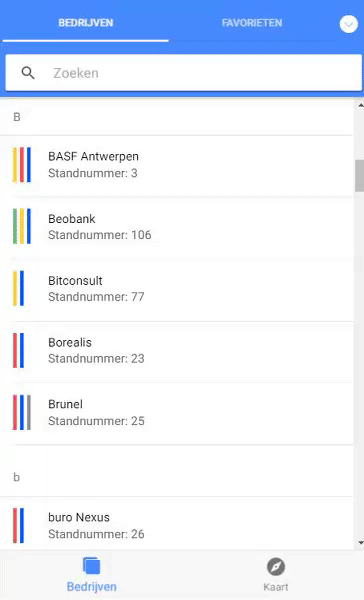 BEDRIJVEN
FAVORIETEN
Zoeken
B
BASF Antwerpen
Standnummer: 3
Beobank
Standnummer: 106
Bitconsult
Standnummer: 77
Borealis
Standnummer: 23
Brunel
Standnummer: 25
b
buro Nexus
Standnummer: 26
Bedrijven
Kaart